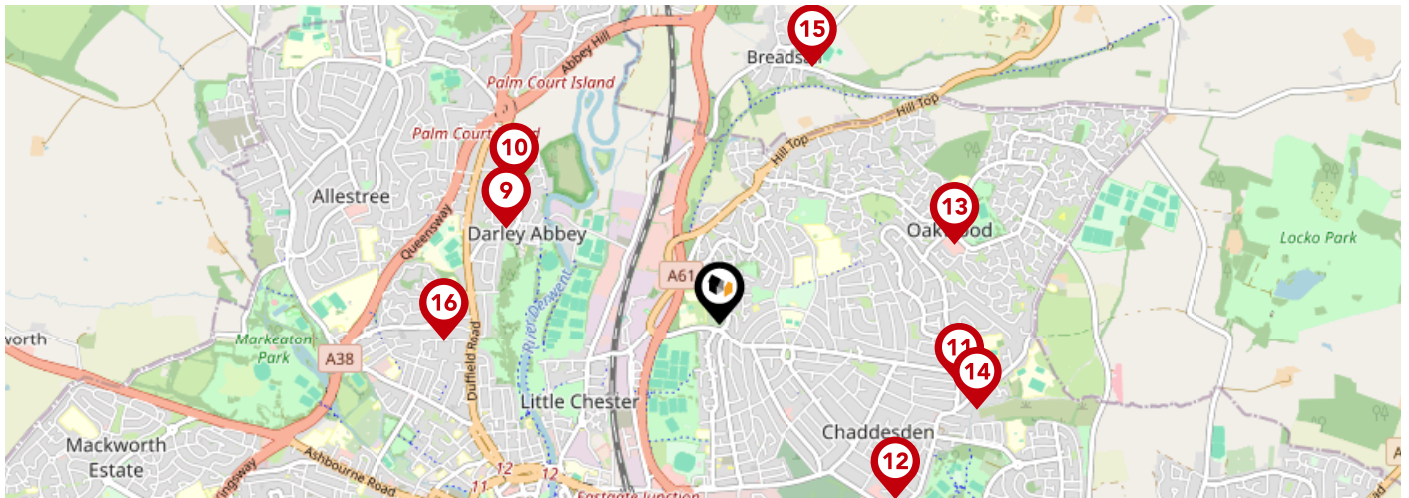 15
Breadsa
Abbey Hill
Palm Court Island
Hill Top
Palm Court
10
Hill Top
9
Allestree
13
Queensway
Darley Abbey
Oakwood
Locko Park
A61
16
River Derwent
worth
Markeaton
Park
A38
Duffield Road
11
14
Little Chester
Chaddesden
Mackworth
Estate
12
Ashbourne Road
12
12
11
ingsway
Eastgate Junction
A